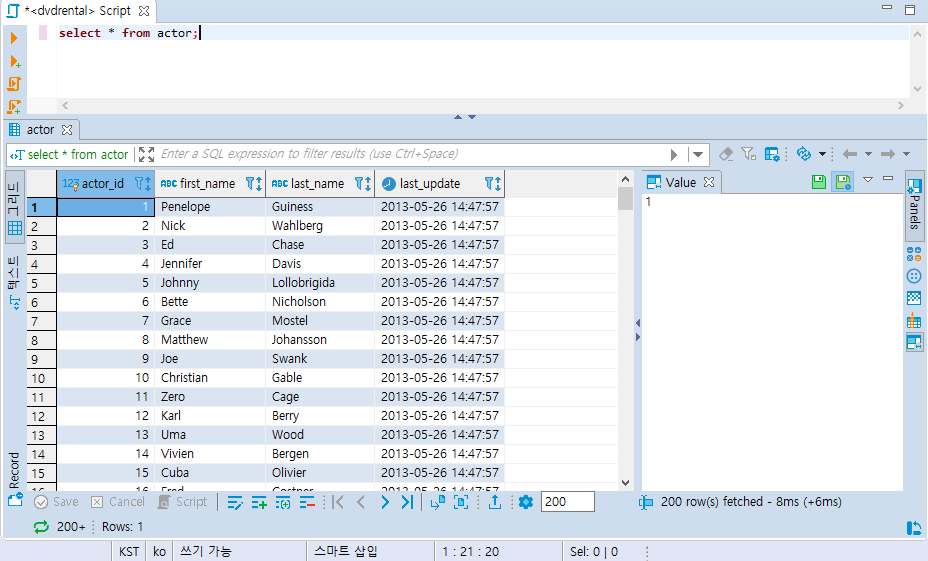 *<dvdrental> Script
select * from actor;
actor
select * from actor Enter a SQL expression to filter results (use Ctrl+Space)
그리드
텍스트
Record
123 actor_id ABC first_name ABC last_name last_update
1 1 Penelope Guiness 2013-05-26 14:47:57
2 2 Nick Wahlberg 2013-05-26 14:47:57
3 3 Ed Chase 2013-05-26 14:47:57
4 4 Jennifer Davis 2013-05-26 14:47:57
5 5 Johnny Lollobrigida 2013-05-26 14:47:57
6 6 Bette Nicholson 2013-05-26 14:47:57
7 7 Grace Mostel 2013-05-26 14:47:57
8 8 Matthew Johansson 2013-05-26 14:47:57
9 9 Joe Swank 2013-05-26 14:47:57
10 10 Christian Gable 2013-05-26 14:47:57
11 11 Zero Cage 2013-05-26 14:47:57
12 12 Karl Berry 2013-05-26 14:47:57
13 13 Uma Wood 2013-05-26 14:47:57
14 14 Vivien Bergen 2013-05-26 14:47:57
15 15 Cuba Olivier 2013-05-26 14:47:57
Value
1
Panels
Save Cancel Script 200 200 row(s) fetched - 8ms (+6ms)
200+ Rows: 1
KST ko 쓰기 가능 스마트 삽입 1 : 21 : 20 Sel: 0 | 0